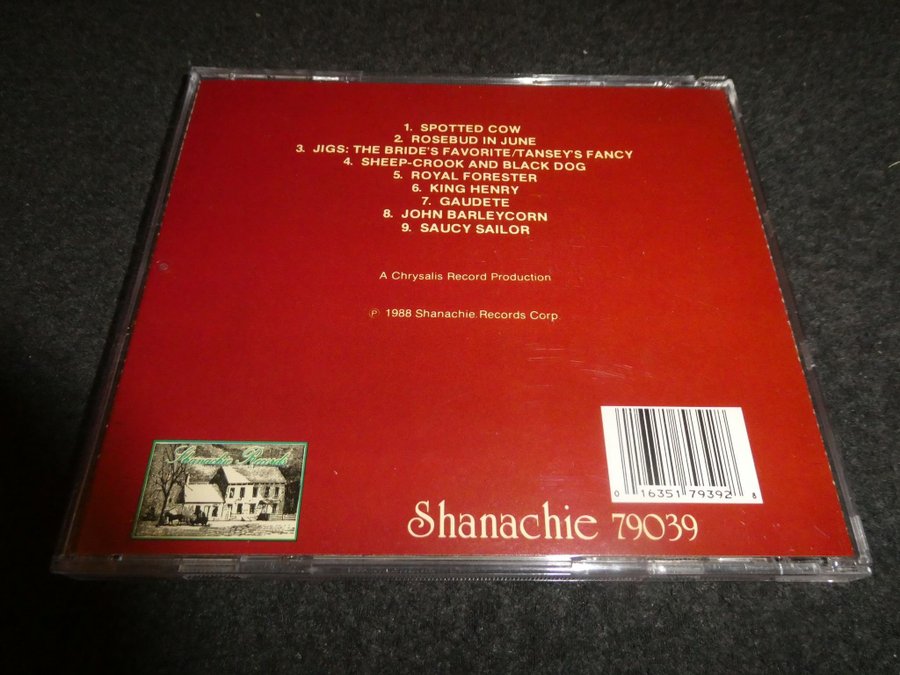 1. SPOTTED COW
2. ROSEBUD IN JUNE
3. JIGS: THE BRIDE'S FAVORITE/TANSEY'S FANCY
4. SHEEP-CROOK AND BLACK DOG
5. ROYAL FORESTER
6. KING HENRY
7. GAUDETE
8. JOHN BARLEYCORN
9. SAUCY SAILOR
A Chrysalis Record Production
℗ 1988 Shanachie Records Corp.
Shanachie Records
0 16351 79392 8
Shanachie 79039